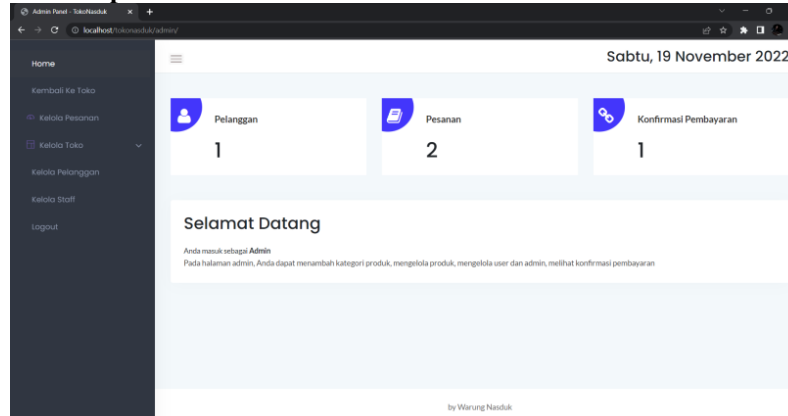 Admin Panel - TokoNasduk
localhost/tokonasduk/admin/
Home
Kembali Ke Toko
Kelola Pesanan
Kelola Toko
Kelola Pelanggan
Kelola Staff
Logout
Sabtu, 19 November 2022
Pelanggan
1
Pesanan
2
Konfirmasi Pembayaran
1
Selamat Datang
Anda masuk sebagai Admin
Pada halaman admin, Anda dapat menambah kategori produk, mengelola produk, mengelola user dan admin, melihat konfirmasi pembayaran
by Warung Nasduk